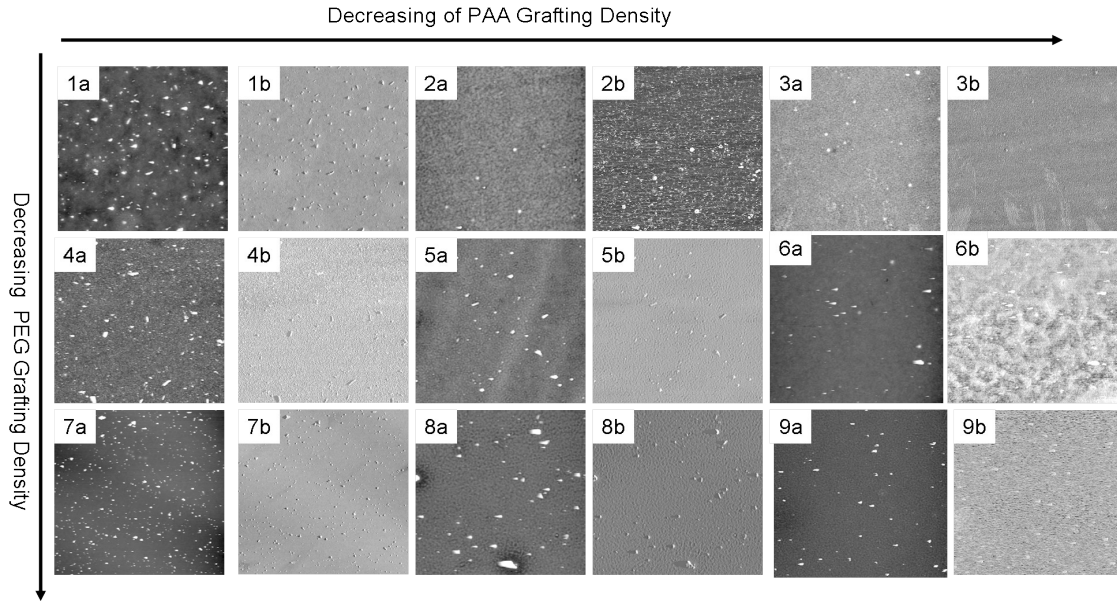 Decreasing of PAA Grafting Density
Decreasing PEG Grafting Density
1a
1b
2a
2b
3a
3b
4a
4b
5a
5b
6a
6b
7a
7b
8a
8b
9a
9b